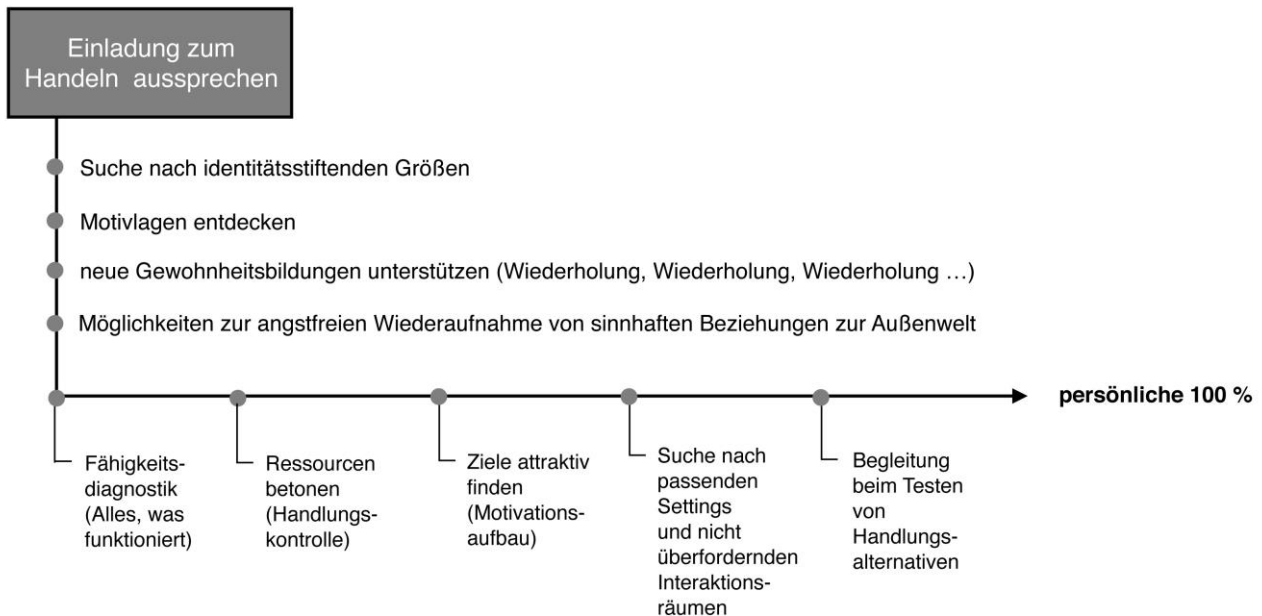 Einladung zum
Handeln aussprechen
Suche nach identitätsstiftenden Größen
Motivlagen entdecken
neue Gewohnheitsbildungen unterstützen (Wiederholung, Wiederholung, Wiederholung …)
Möglichkeiten zur angstfreien Wiederaufnahme von sinnhaften Beziehungen zur Außenwelt
persönliche 100 %
Fähigkeits-
diagnostik
(Alles, was
funktioniert)
Ressourcen
betonen
(Handlungs-
kontrolle)
Ziele attraktiv
finden
(Motivations-
aufbau)
Suche nach
passenden
Settings
und nicht
überfordernden
Interaktions-
räumen
Begleitung
beim Testen
von
Handlungs-
alternativen